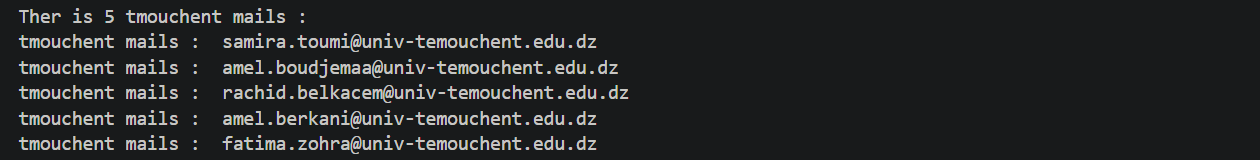 Ther is 5 tmouchent mails :
tmouchent mails :  samira.toumi@univ-temouchent.edu.dz
tmouchent mails :  amel.boudjemaa@univ-temouchent.edu.dz
tmouchent mails :  rachid.belkacem@univ-temouchent.edu.dz
tmouchent mails :  amel.berkani@univ-temouchent.edu.dz
tmouchent mails :  fatima.zohra@univ-temouchent.edu.dz